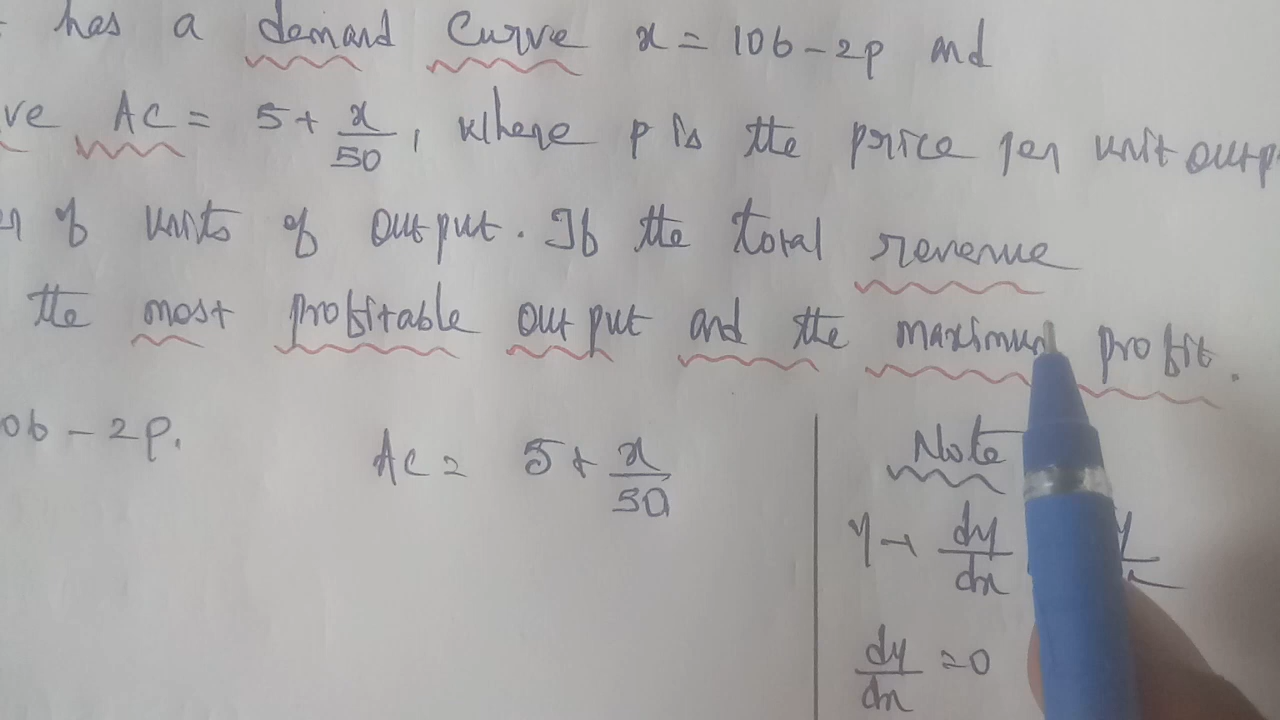 has a demand curve x = 106 - 2p and
ve AC = 5 + x/50, where p is the price per unit outp
of units of output. If the total revenue
the most profitable output and the maximum profit.
06 - 2p.
AC = 5 + x/50
Note
y → dy/dx
dy/dx = 0